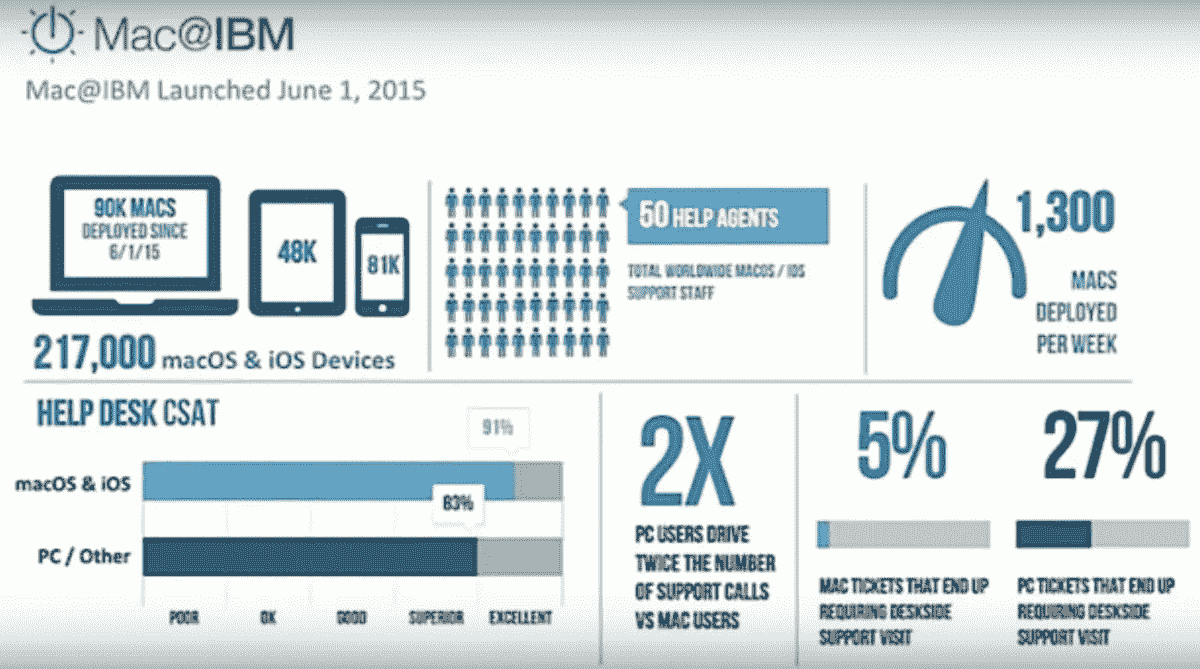 Mac@IBM
Mac@IBM Launched June 1, 2015
90K MACS
DEPLOYED SINCE
6/1/15
48K
81K
217,000 macOS & iOS Devices
50 HELP AGENTS
TOTAL WORLDWIDE MACOS / IOS
SUPPORT STAFF
1,300
MACS
DEPLOYED
PER WEEK
HELP DESK CSAT
91%
macOS & iOS
83%
PC / Other
POOR OK GOOD SUPERIOR EXCELLENT
2X
PC USERS DRIVE
TWICE THE NUMBER
OF SUPPORT CALLS
VS MAC USERS
5%
MAC TICKETS THAT END UP
REQUIRING DESKSIDE
SUPPORT VISIT
27%
PC TICKETS THAT END UP
REQUIRING DESKSIDE
SUPPORT VISIT